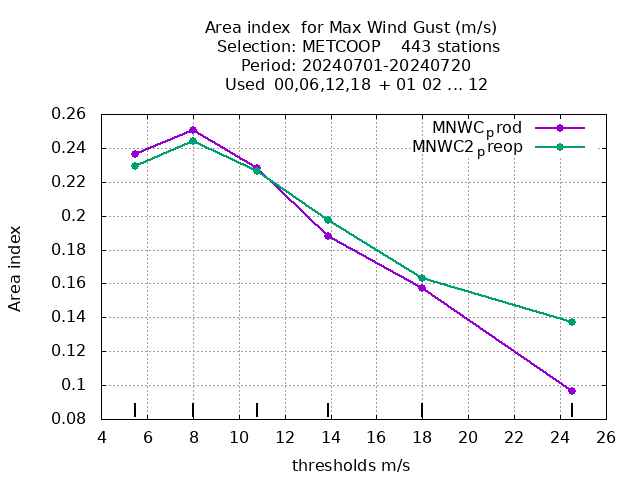 Area index  for Max Wind Gust (m/s)
Selection: METCOOP    443 stations
Period: 20240701-20240720
Used  00,06,12,18 + 01 02 ... 12
MNWC_prod
MNWC2_preop
0.26
0.24
0.22
0.2
0.18
0.16
0.14
0.12
0.1
0.08
Area index
4 6 8 10 12 14 16 18 20 22 24 26
thresholds m/s